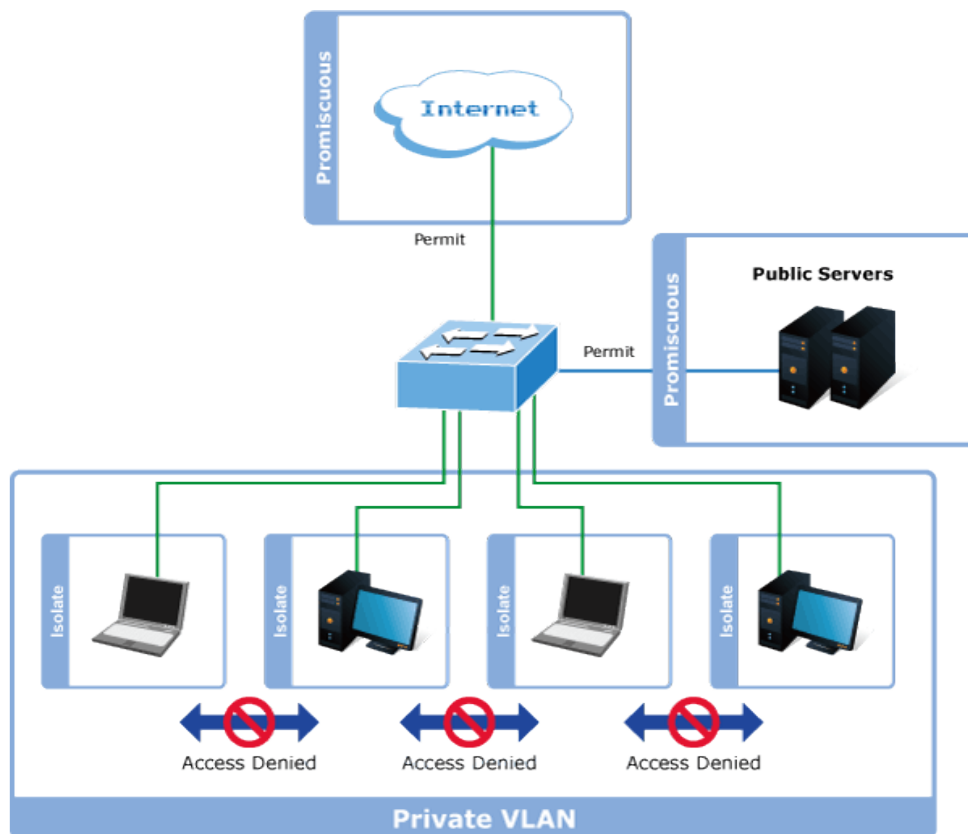 Promiscuous
Internet
Permit
Public Servers
Permit
Promiscuous
Isolate
Isolate
Isolate
Isolate
Access Denied
Access Denied
Access Denied
Private VLAN